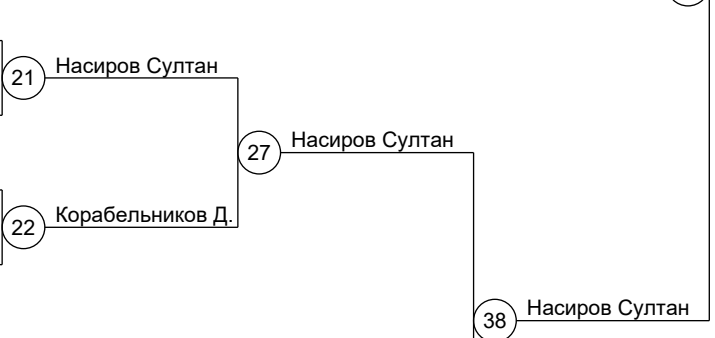 21 Насиров Султан
27 Насиров Султан
22 Корабельников Д.
38 Насиров Султан